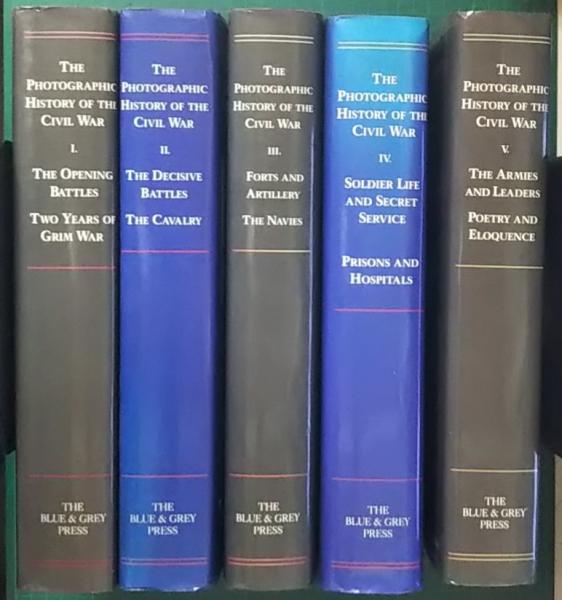 THE
PHOTOGRAPHIC
HISTORY OF THE
CIVIL WAR
I.
THE OPENING
BATTLES
TWO YEARS OF
GRIM WAR
THE
BLUE & GREY
PRESS
THE
PHOTOGRAPHIC
HISTORY OF THE
CIVIL WAR
II.
THE DECISIVE
BATTLES
THE CAVALRY
THE
BLUE & GREY
PRESS
THE
PHOTOGRAPHIC
HISTORY OF THE
CIVIL WAR
III.
FORTS AND
ARTILLERY
THE NAVIES
THE
BLUE & GREY
PRESS
THE
PHOTOGRAPHIC
HISTORY OF THE
CIVIL WAR
IV.
SOLDIER LIFE
AND SECRET
SERVICE
PRISONS AND
HOSPITALS
THE
BLUE & GREY
PRESS
THE
PHOTOGRAPHIC
HISTORY OF THE
CIVIL WAR
V.
THE ARMIES
AND LEADERS
POETRY AND
ELOQUENCE
THE
BLUE & GREY
PRESS